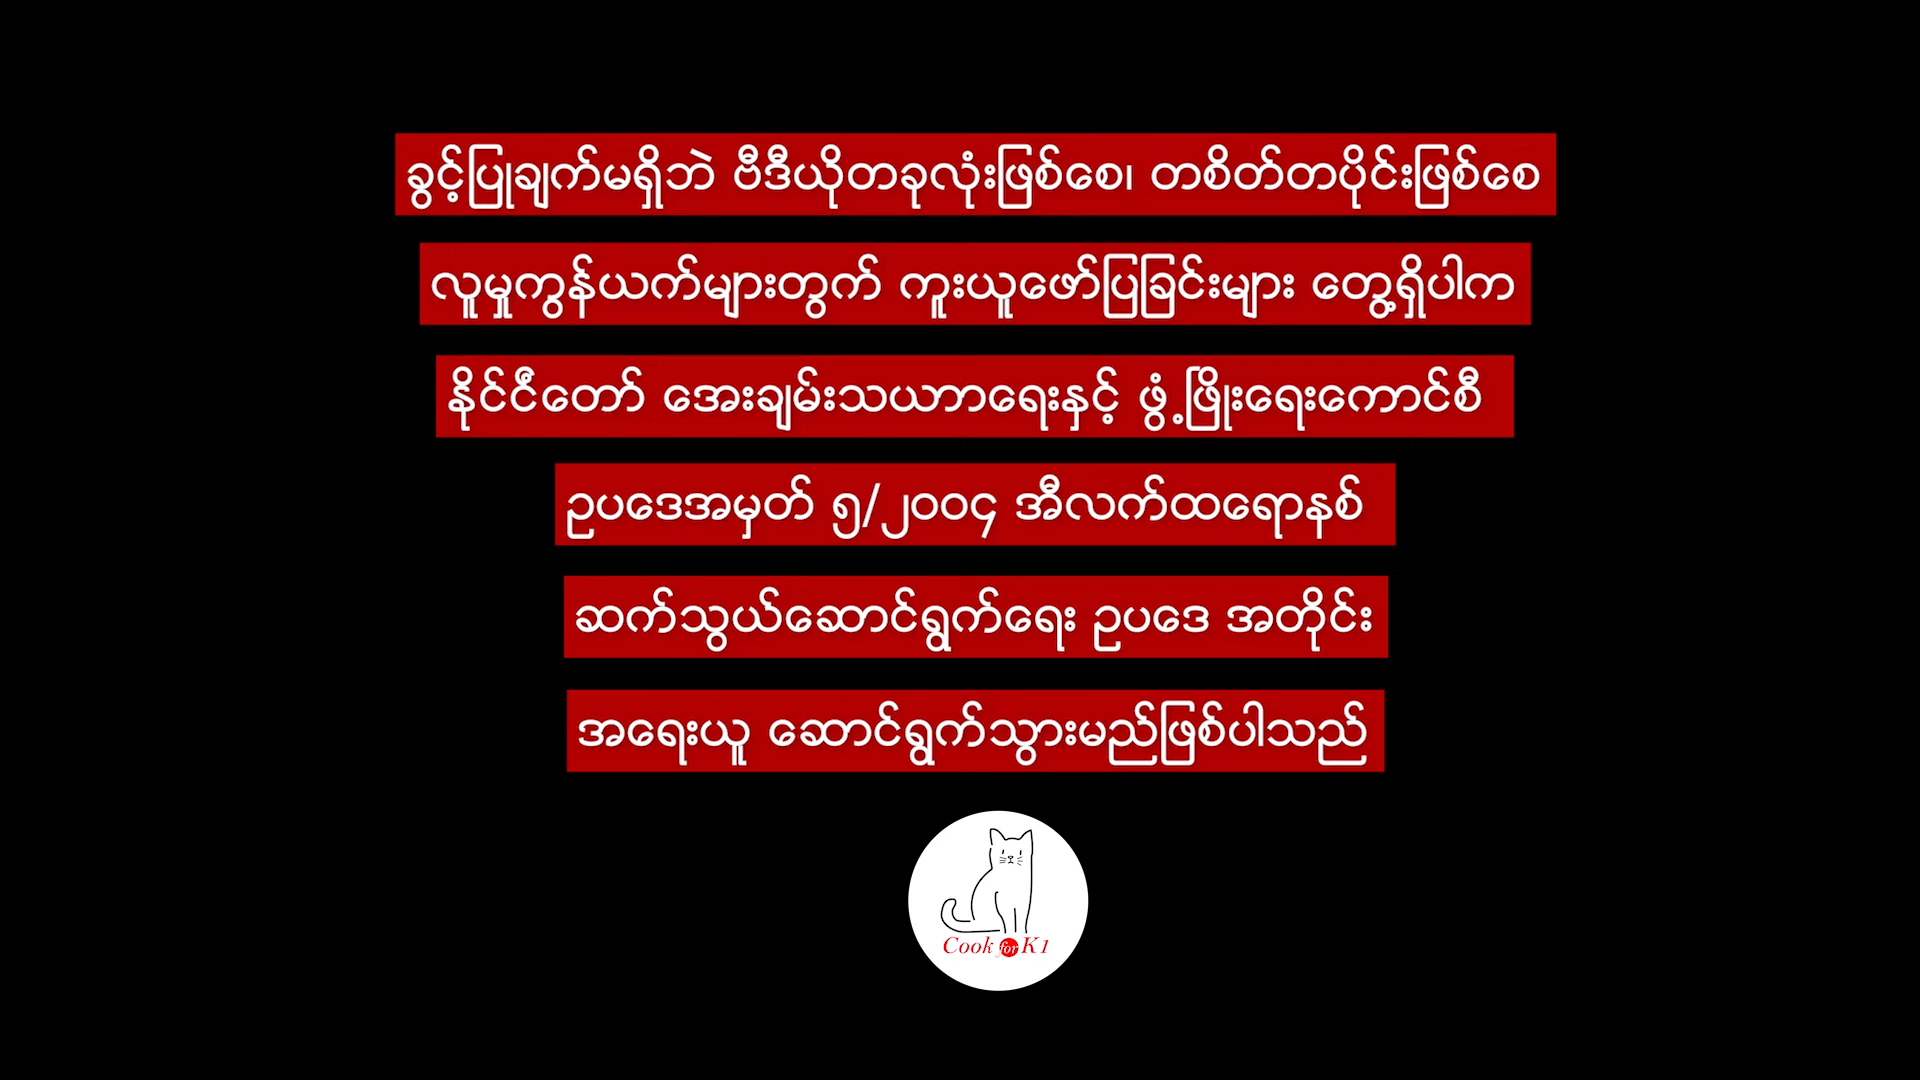 ခွင့်ပြုချက်မရှိဘဲ ဗီဒီယိုတခုလုံးဖြစ်စေ၊ တစိတ်တပိုင်းဖြစ်စေ
လူမှုကွန်ယက်များတွက် ကူးယူဖော်ပြခြင်းများ တွေ့ရှိပါက
နိုင်ငီတော် အေးချမ်းသယာာရေးနှင့် ဖွံ့ဖြိုးရေးကောင်စီ
ဥပဒေအမှတ် ၅/၂၀၀၄ အီလက်ထရောနစ်
ဆက်သွယ်ဆောင်ရွက်ရေး ဥပဒေ အတိုင်း
အရေးယူ ဆောင်ရွက်သွားမည်ဖြစ်ပါသည်
Cook for K1